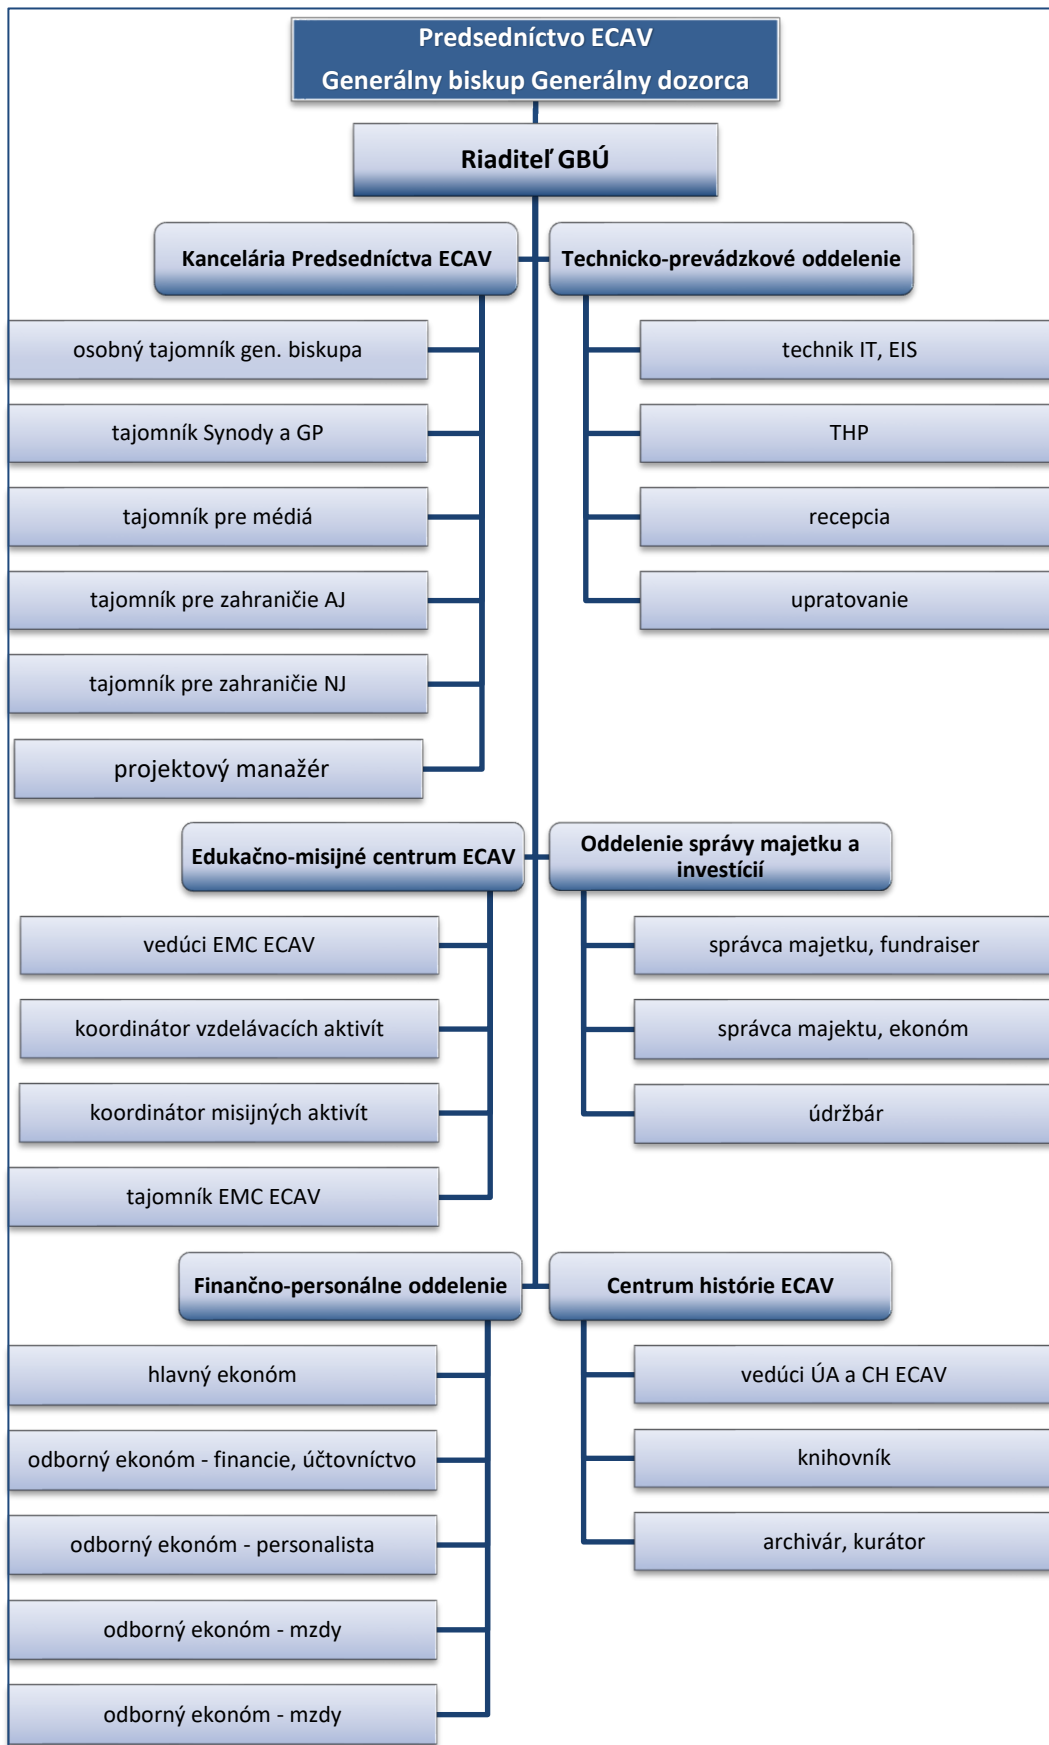 Predsedníctvo ECAV
Generálny biskup Generálny dozorca
Riaditeľ GBÚ
Kancelária Predsedníctva ECAV
osobný tajomník gen. biskupa
tajomník Synody a GP
tajomník pre médiá
tajomník pre zahraničie AJ
tajomník pre zahraničie NJ
projektový manažér
Technicko-prevádzkové oddelenie
technik IT, EIS
THP
recepcia
upratovanie
Edukačno-misijné centrum ECAV
vedúci EMC ECAV
koordinátor vzdelávacích aktivít
koordinátor misijných aktivít
tajomník EMC ECAV
Oddelenie správy majetku a
investícií
správca majetku, fundraiser
správca majektu, ekonóm
údržbár
Finančno-personálne oddelenie
hlavný ekonóm
odborný ekonóm - financie, účtovníctvo
odborný ekonóm - personalista
odborný ekonóm - mzdy
odborný ekonóm - mzdy
Centrum histórie ECAV
vedúci ÚA a CH ECAV
knihovník
archivár, kurátor